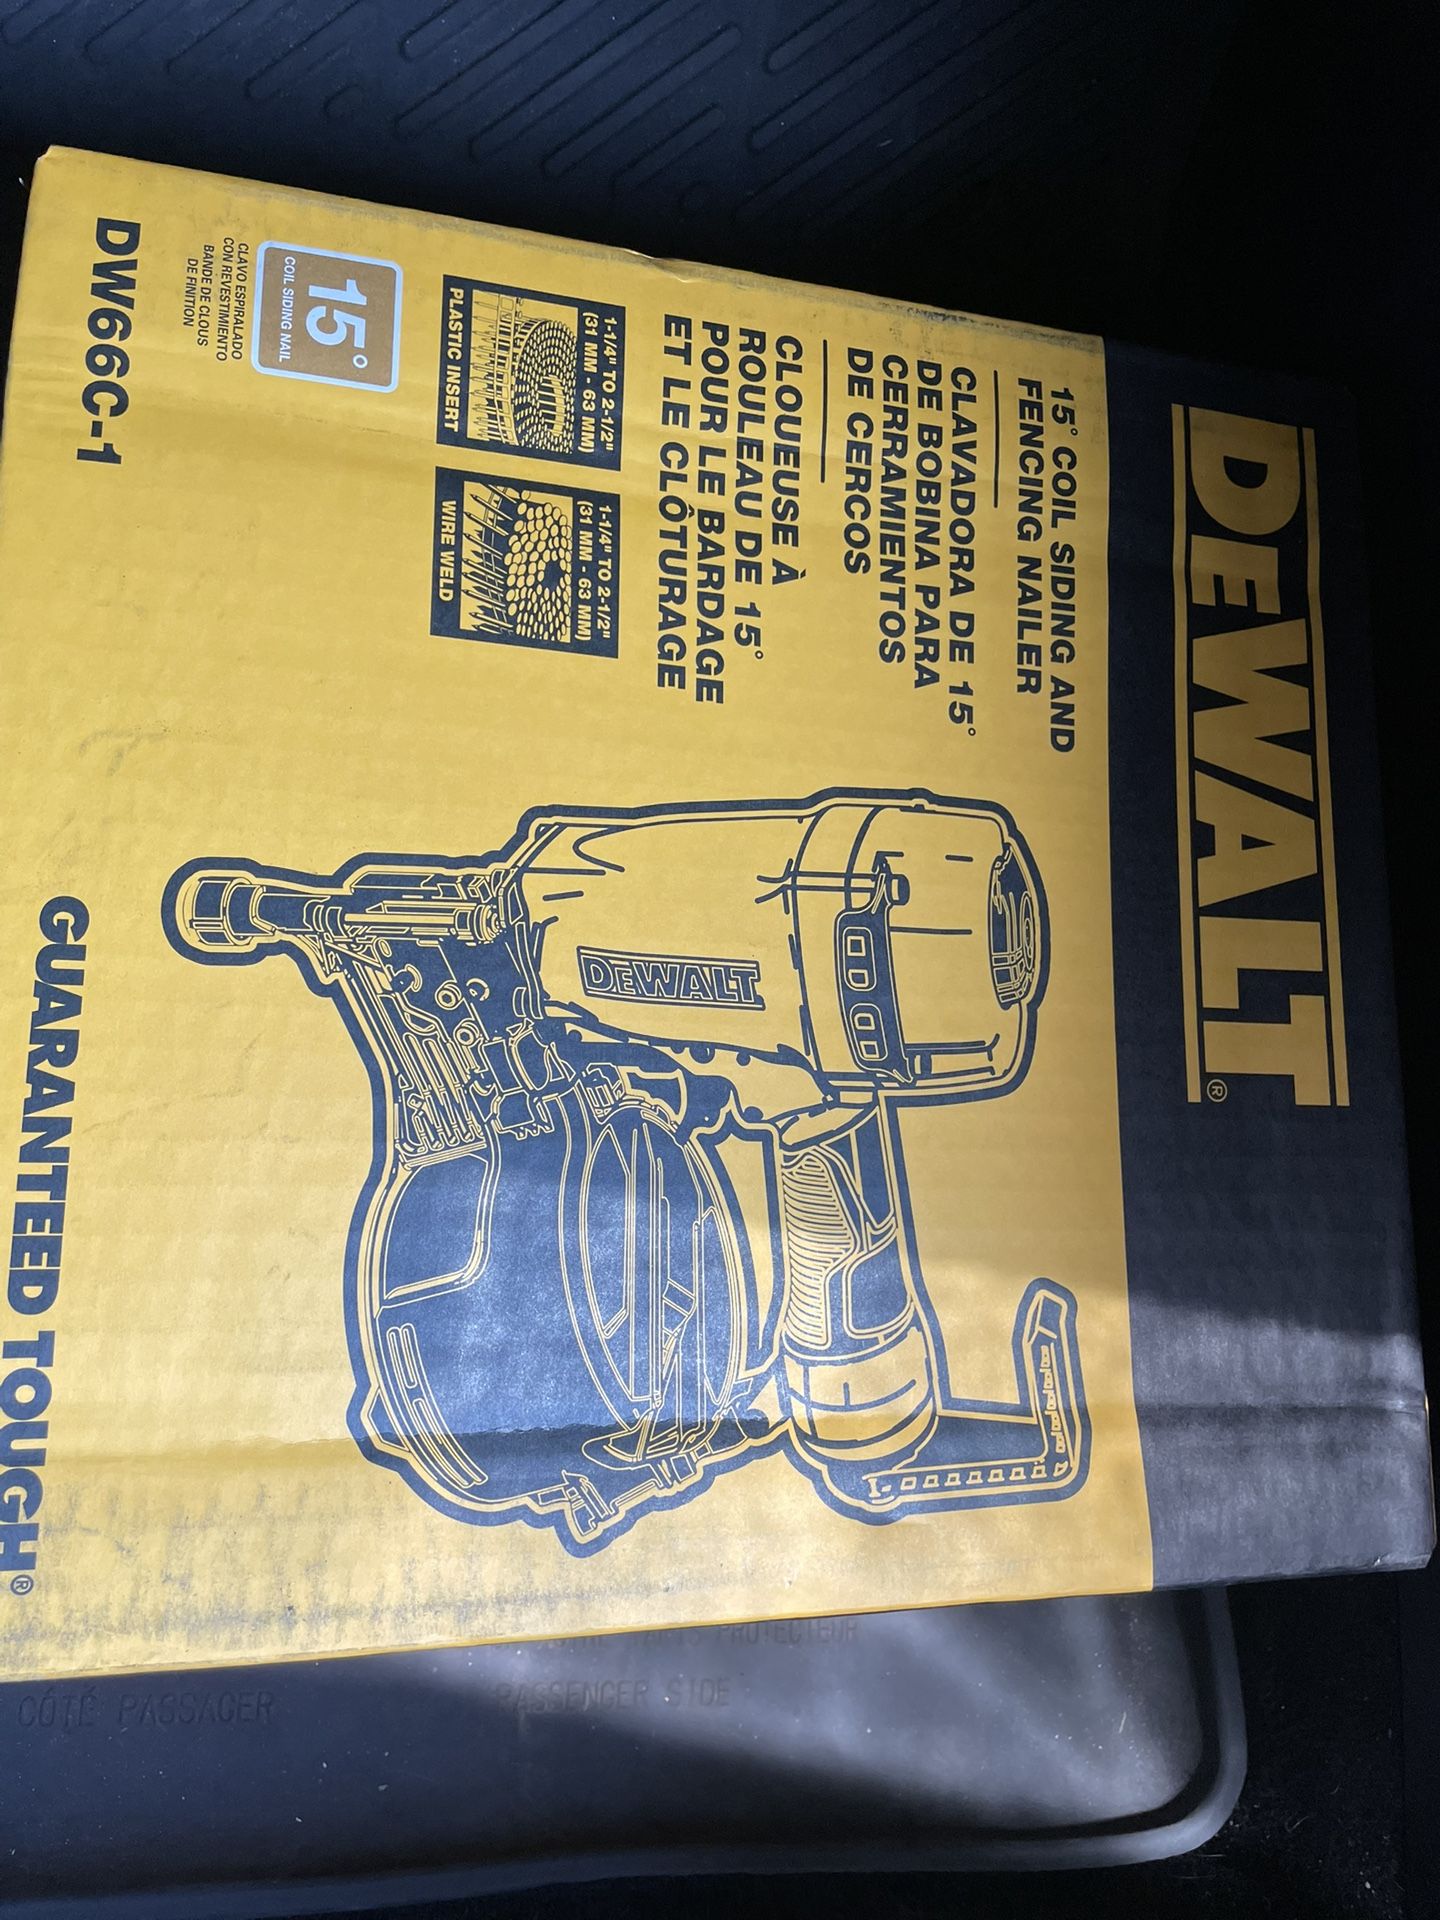 DEWALT®
15° COIL SIDING AND
FENCING NAILER
CLAVADORA DE 15°
DE BOBINA PARA
CERRAMIENTOS
DE CERCOS
CLOUEUSE À
ROULEAU DE 15°
POUR LE BARDAGE
ET LE CLÔTURAGE
1-1/4" TO 2-1/2"
(31 MM - 63 MM)
PLASTIC INSERT
1-1/4" TO 2-1/2"
(31 MM - 63 MM)
WIRE WELD
15°
COIL SIDING NAIL
CLAVO ESPIRALADO
CON REVESTIMIENTO
BANDE DE CLOUS
DE FINITION
DW66C-1
DEWALT
GUARANTEED TOUGH®
PROTECTEUR
CÔTÉ PASSAGER
PASSENGER SIDE